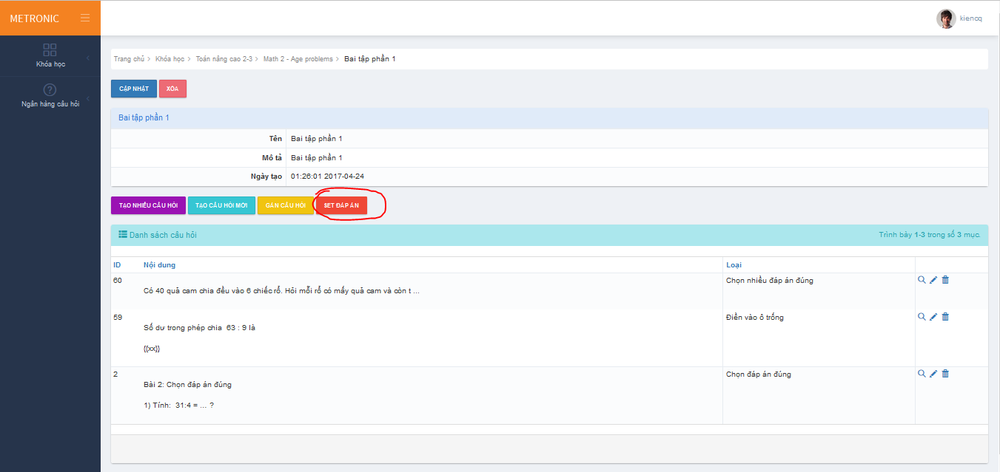 METRONIC
kiencq
Khóa học
Ngân hàng câu hỏi
Trang chủ > Khóa học > Toán nâng cao 2-3 > Math 2 - Age problems > Bai tập phần 1
CẬP NHẬT XÓA
Bai tập phần 1
Tên Bai tập phần 1
Mô tả Bai tập phần 1
Ngày tạo 01:26:01 2017-04-24
TẠO NHIỀU CÂU HỎI TẠO CÂU HỎI MỚI GÁN CÂU HỎI SET ĐÁP ÁN
Danh sách câu hỏi Trình bày 1-3 trong số 3 mục.
ID Nội dung Loại
60 Chọn nhiều đáp án đúng
Có 40 quả cam chia đều vào 6 chiếc rổ. Hỏi mỗi rổ có mấy quả cam và còn t ...
59 Điền vào ô trống
Số dư trong phép chia 63 : 9 là
{{xx}}
2 Chọn đáp án đúng
Bài 2: Chọn đáp án đúng
1) Tính: 31:4 = ... ?